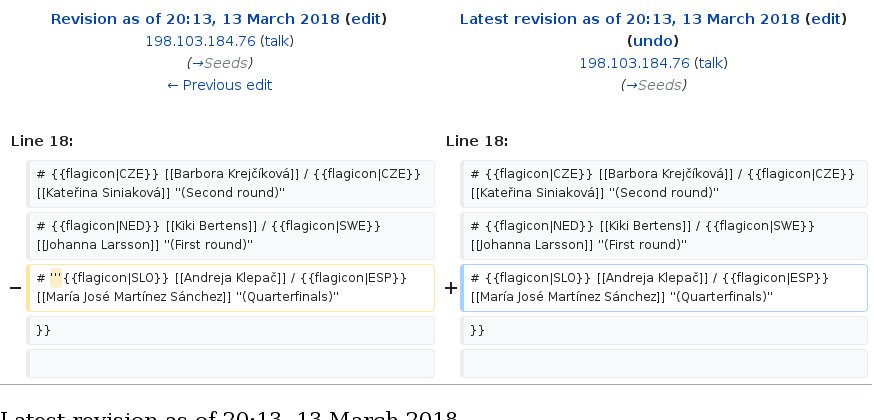 Revision as of 20:13, 13 March 2018 (edit)
198.103.184.76 (talk)
(→Seeds)
← Previous edit
Latest revision as of 20:13, 13 March 2018 (edit)
(undo)
198.103.184.76 (talk)
(→Seeds)
Line 18:
Line 18:
# {{flagicon|CZE}} [[Barbora Krejčíková]] / {{flagicon|CZE}}
[[Kateřina Siniaková]] ''(Second round)''
# {{flagicon|CZE}} [[Barbora Krejčíková]] / {{flagicon|CZE}}
[[Kateřina Siniaková]] ''(Second round)''
# {{flagicon|NED}} [[Kiki Bertens]] / {{flagicon|SWE}}
[[Johanna Larsson]] ''(First round)''
# {{flagicon|NED}} [[Kiki Bertens]] / {{flagicon|SWE}}
[[Johanna Larsson]] ''(First round)''
− # '''{{flagicon|SLO}} [[Andreja Klepač]] / {{flagicon|ESP}}
[[María José Martínez Sánchez]] ''(Quarterfinals)''
+ # {{flagicon|SLO}} [[Andreja Klepač]] / {{flagicon|ESP}}
[[María José Martínez Sánchez]] ''(Quarterfinals)''
}}
}}
Latest revision as of 20:13, 13 March 2018